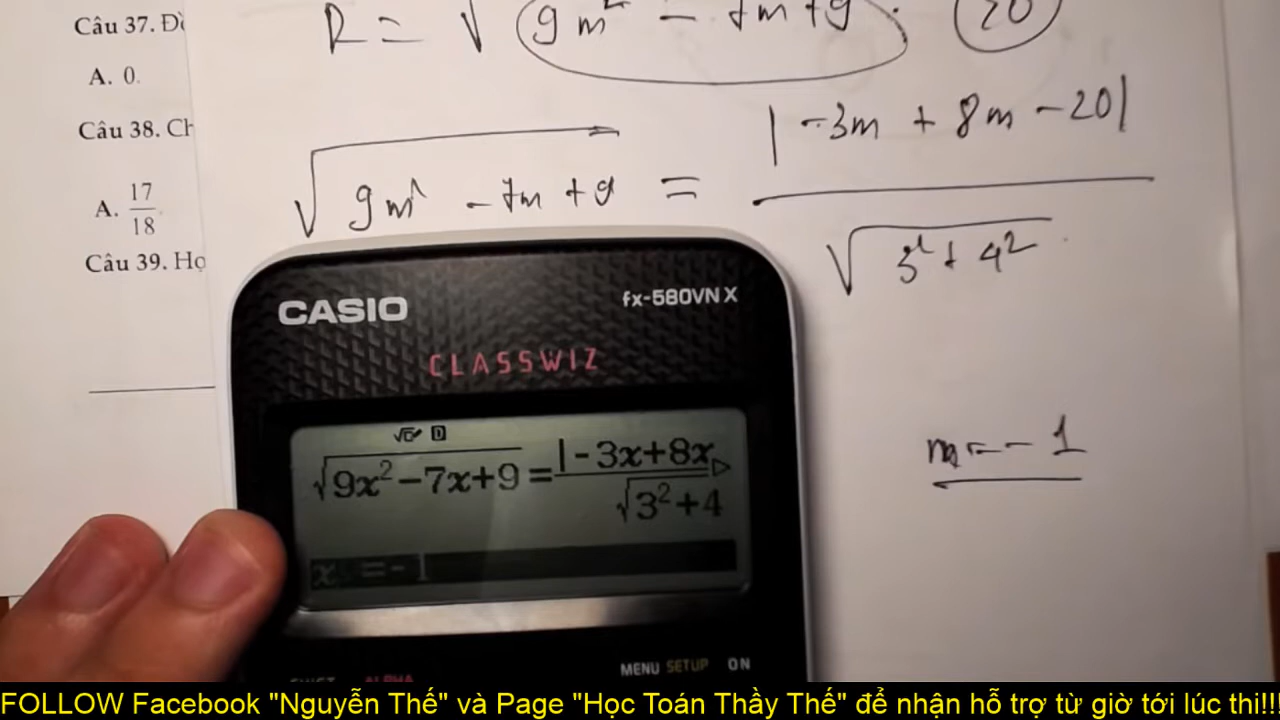 Câu 37.
A. 0.
Câu 38.
A. 17/18
Câu 39.
R = √(9m² - 7m + 9) . 20
√(9m² - 7m + 9) = |-3m + 8m - 20| / √(3² + 4²)
m = -1
CASIO
fx-580VN X
CLASSWIZ
√(9x²-7x+9)=|-3x+8x / √(3²+4
x =-1
MENU SETUP ON
ALPHA
FOLLOW Facebook "Nguyễn Thế" và Page "Học Toán Thầy Thế" để nhận hỗ trợ từ giờ tới lúc thi!!!